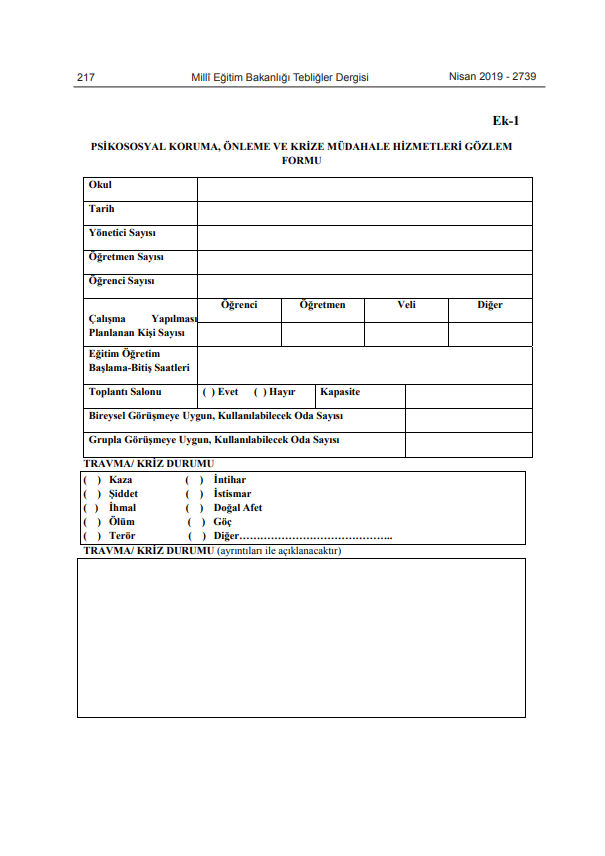 217 Millî Eğitim Bakanlığı Tebliğler Dergisi Nisan 2019 - 2739
Ek-1
PSİKOSOSYAL KORUMA, ÖNLEME VE KRİZE MÜDAHALE HİZMETLERİ GÖZLEM
FORMU
Okul
Tarih
Yönetici Sayısı
Öğretmen Sayısı
Öğrenci Sayısı
Öğrenci Öğretmen Veli Diğer
Çalışma Yapılması
Planlanan Kişi Sayısı
Eğitim Öğretim
Başlama-Bitiş Saatleri
Toplantı Salonu ( ) Evet ( ) Hayır Kapasite
Bireysel Görüşmeye Uygun, Kullanılabilecek Oda Sayısı
Grupla Görüşmeye Uygun, Kullanılabilecek Oda Sayısı
TRAVMA/ KRİZ DURUMU
( ) Kaza ( ) İntihar
( ) Şiddet ( ) İstismar
( ) İhmal ( ) Doğal Afet
( ) Ölüm ( ) Göç
( ) Terör ( ) Diğer……………………………………..
TRAVMA/ KRİZ DURUMU (ayrıntıları ile açıklanacaktır)